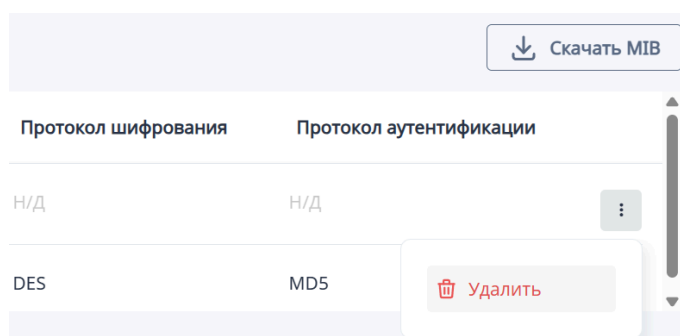 Скачать MIB
Протокол шифрования Протокол аутентификации
Н/Д Н/Д
DES MD5
Удалить